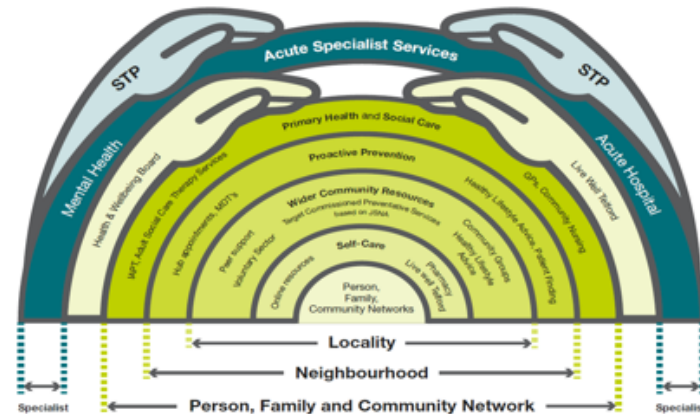 STP
Acute Specialist Services
STP
Mental Health
Acute Hospital
Health & Wellbeing Board
Live Well Telford
Primary Health and Social Care
IAPT, Adult Social Care Therapy Services
GPs, Community Nursing
Proactive Prevention
Hub appointments, MDT's
Healthy Lifestyle Advice, Patient Finding
Wider Community Resources
Target Commissioned Preventative Services
based on JSNA
Peer support
Voluntary Sector
Community Groups
Healthy Lifestyle
Advice
Self-Care
Online resources
Pharmacy
Live well Telford
Person,
Family,
Community Networks
Locality
Neighbourhood
Person, Family and Community Network
Specialist
Specialist